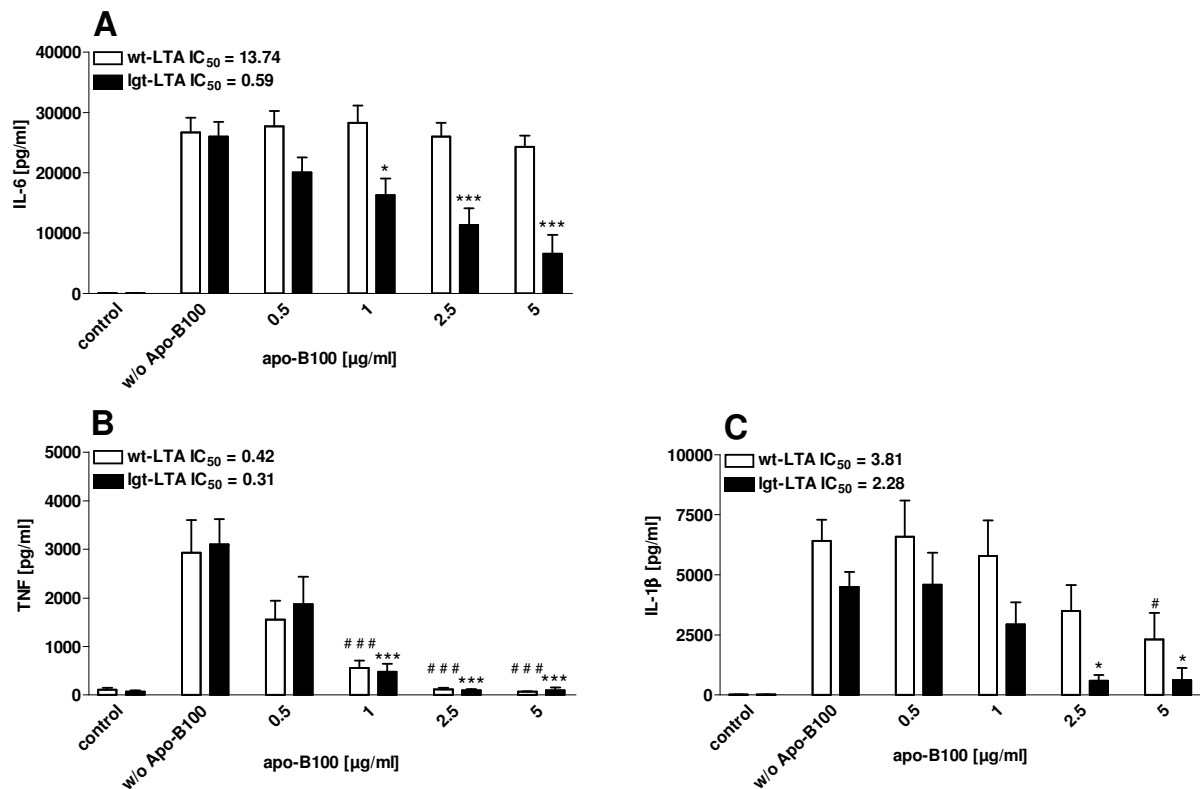 A
40000
30000
20000
10000
0
IL-6 [pg/ml]
wt-LTA IC50 = 13.74
lgt-LTA IC50 = 0.59
*
***
***
control
w/o Apo-B100
0.5
1
2.5
5
apo-B100 [µg/ml]
B
5000
4000
3000
2000
1000
0
TNF [pg/ml]
wt-LTA IC50 = 0.42
lgt-LTA IC50 = 0.31
# # #
***
# # #
***
# # #
***
control
w/o Apo-B100
0.5
1
2.5
5
apo-B100 [µg/ml]
C
10000
7500
5000
2500
0
IL-1β [pg/ml]
wt-LTA IC50 = 3.81
lgt-LTA IC50 = 2.28
*
#
*
control
w/o Apo-B100
0.5
1
2.5
5
apo-B100 [µg/ml]